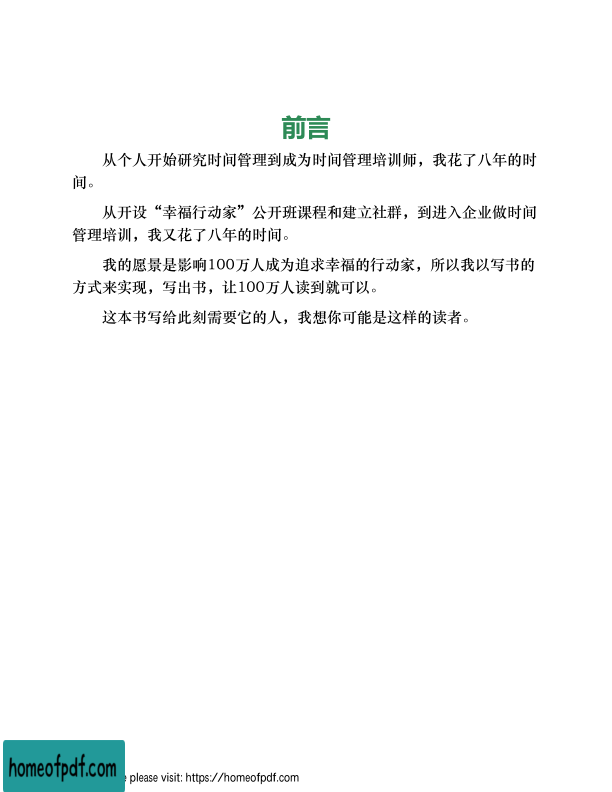 前言
从个人开始研究时间管理到成为时间管理培训师，我花了八年的时
间。
从开设“幸福行动家”公开班课程和建立社群，到进入企业做时间
管理培训，我又花了八年的时间。
我的愿景是影响100万人成为追求幸福的行动家，所以我以写书的
方式来实现，写出书，让100万人读到就可以。
这本书写给此刻需要它的人，我想你可能是这样的读者。
homeofpdf.com
e please visit: https://homeofpdf.com